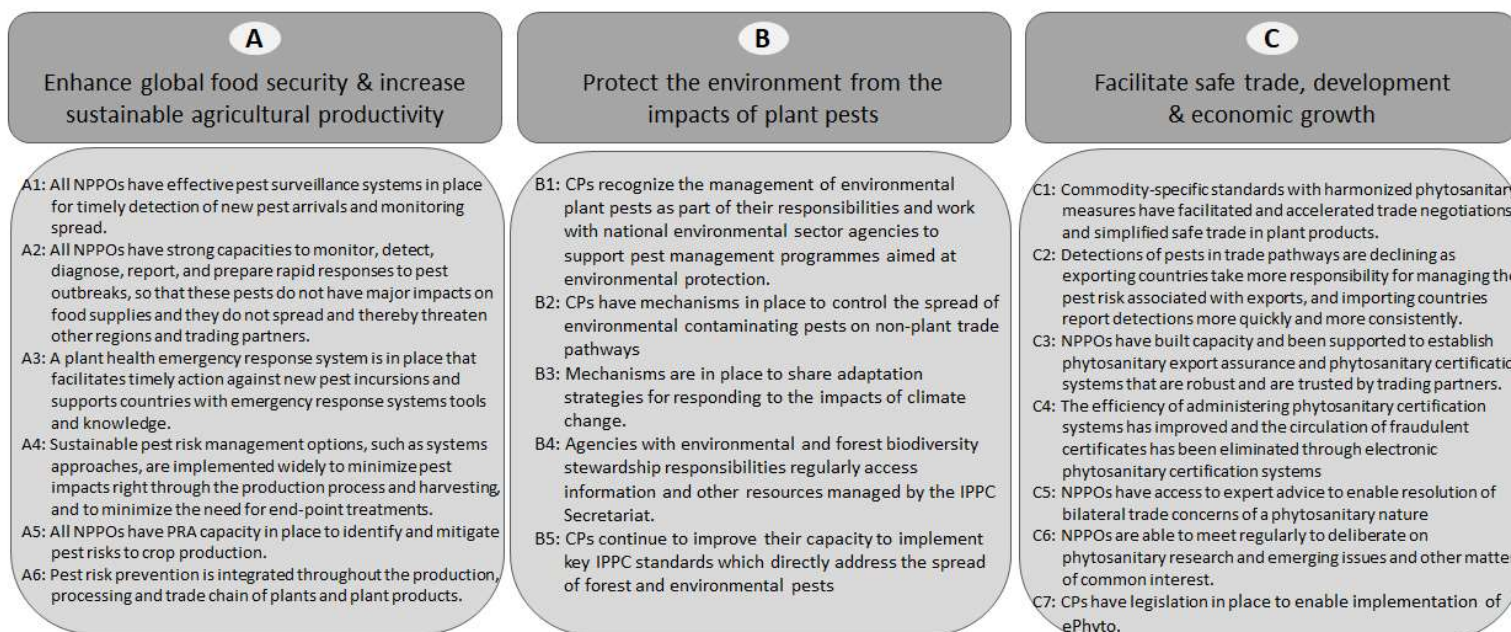 A
Enhance global food security & increase
sustainable agricultural productivity
A1: All NPPOs have effective pest surveillance systems in place
for timely detection of new pest arrivals and monitoring
spread.
A2: All NPPOs have strong capacities to monitor, detect,
diagnose, report, and prepare rapid responses to pest
outbreaks, so that these pests do not have major impacts on
food supplies and they do not spread and thereby threaten
other regions and trading partners.
A3: A plant health emergency response system is in place that
facilitates timely action against new pest incursions and
supports countries with emergency response systems tools
and knowledge.
A4: Sustainable pest risk management options, such as systems
approaches, are implemented widely to minimize pest
impacts right through the production process and harvesting,
and to minimize the need for end-point treatments.
A5: All NPPOs have PRA capacity in place to identify and mitigate
pest risks to crop production.
A6: Pest risk prevention is integrated throughout the production,
processing and trade chain of plants and plant products.
B
Protect the environment from the
impacts of plant pests
B1: CPs recognize the management of environmental
plant pests as part of their responsibilities and work
with national environmental sector agencies to
support pest management programmes aimed at
environmental protection.
B2: CPs have mechanisms in place to control the spread of
environmental contaminating pests on non-plant trade
pathways
B3: Mechanisms are in place to share adaptation
strategies for responding to the impacts of climate
change.
B4: Agencies with environmental and forest biodiversity
stewardship responsibilities regularly access
information and other resources managed by the IPPC
Secretariat.
B5: CPs continue to improve their capacity to implement
key IPPC standards which directly address the spread
of forest and environmental pests
C
Facilitate safe trade, development
& economic growth
C1: Commodity-specific standards with harmonized phytosanitary
measures have facilitated and accelerated trade negotiations
and simplified safe trade in plant products.
C2: Detections of pests in trade pathways are declining as
exporting countries take more responsibility for managing the
pest risk associated with exports, and importing countries
report detections more quickly and more consistently.
C3: NPPOs have built capacity and been supported to establish
phytosanitary export assurance and phytosanitary certificatio
systems that are robust and are trusted by trading partners.
C4: The efficiency of administering phytosanitary certification
systems has improved and the circulation of fraudulent
certificates has been eliminated through electronic
phytosanitary certification systems
C5: NPPOs have access to expert advice to enable resolution of
bilateral trade concerns of a phytosanitary nature
C6: NPPOs are able to meet regularly to deliberate on
phytosanitary research and emerging issues and other matte
of common interest.
C7: CPs have legislation in place to enable implementation of
ePhyto.